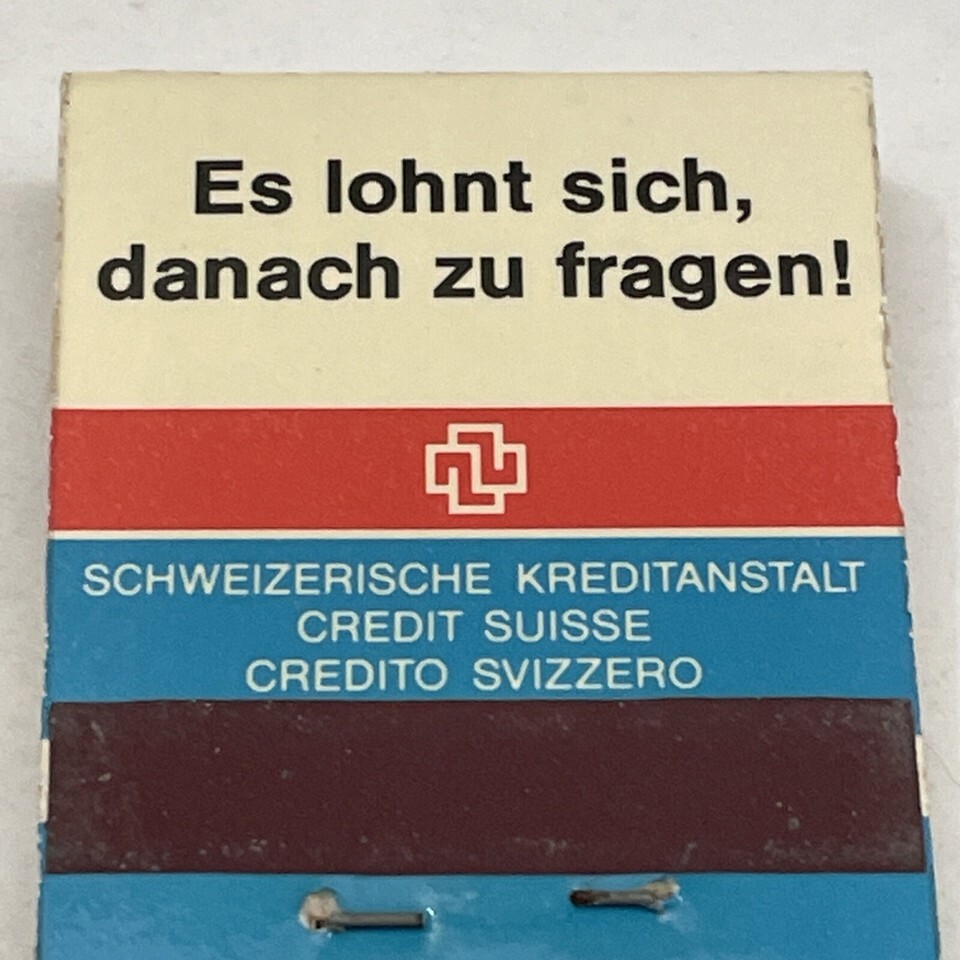 Es lohnt sich,
danach zu fragen!
SCHWEIZERISCHE KREDITANSTALT
CREDIT SUISSE
CREDITO SVIZZERO